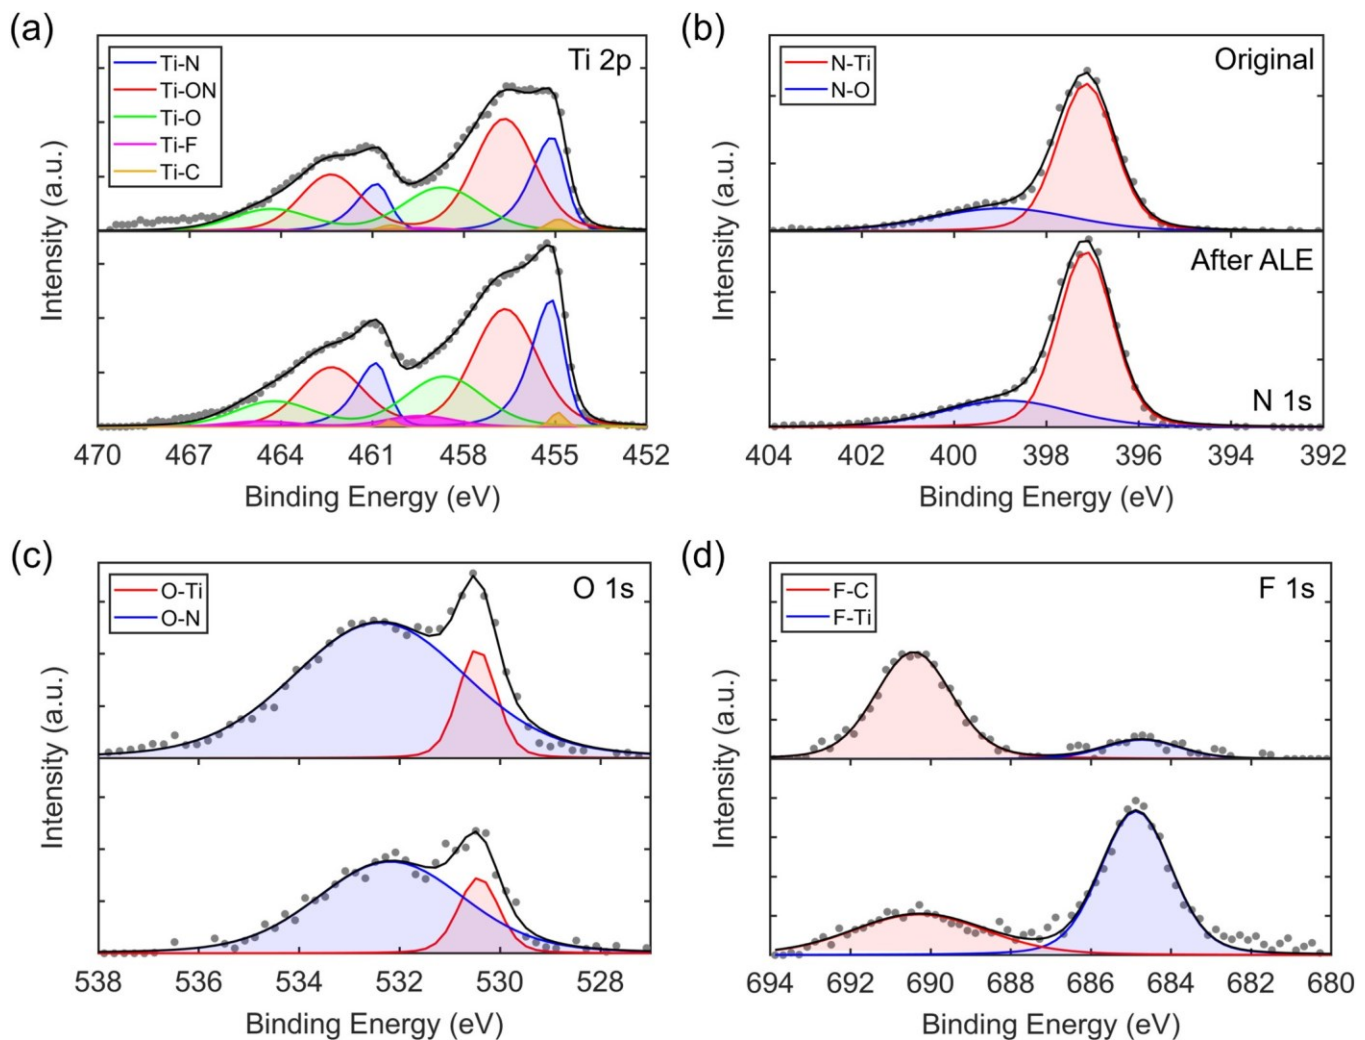 (a)
Ti 2p
Ti-N
Ti-ON
Ti-O
Ti-F
Ti-C
Intensity (a.u.)
Intensity (a.u.)
470 467 464 461 458 455 452
Binding Energy (eV)
(b)
Original
N-Ti
N-O
After ALE
N 1s
Intensity (a.u.)
Intensity (a.u.)
404 402 400 398 396 394 392
Binding Energy (eV)
(c)
O 1s
O-Ti
O-N
Intensity (a.u.)
Intensity (a.u.)
538 536 534 532 530 528
Binding Energy (eV)
(d)
F 1s
F-C
F-Ti
Intensity (a.u.)
Intensity (a.u.)
694 692 690 688 686 684 682 680
Binding Energy (eV)